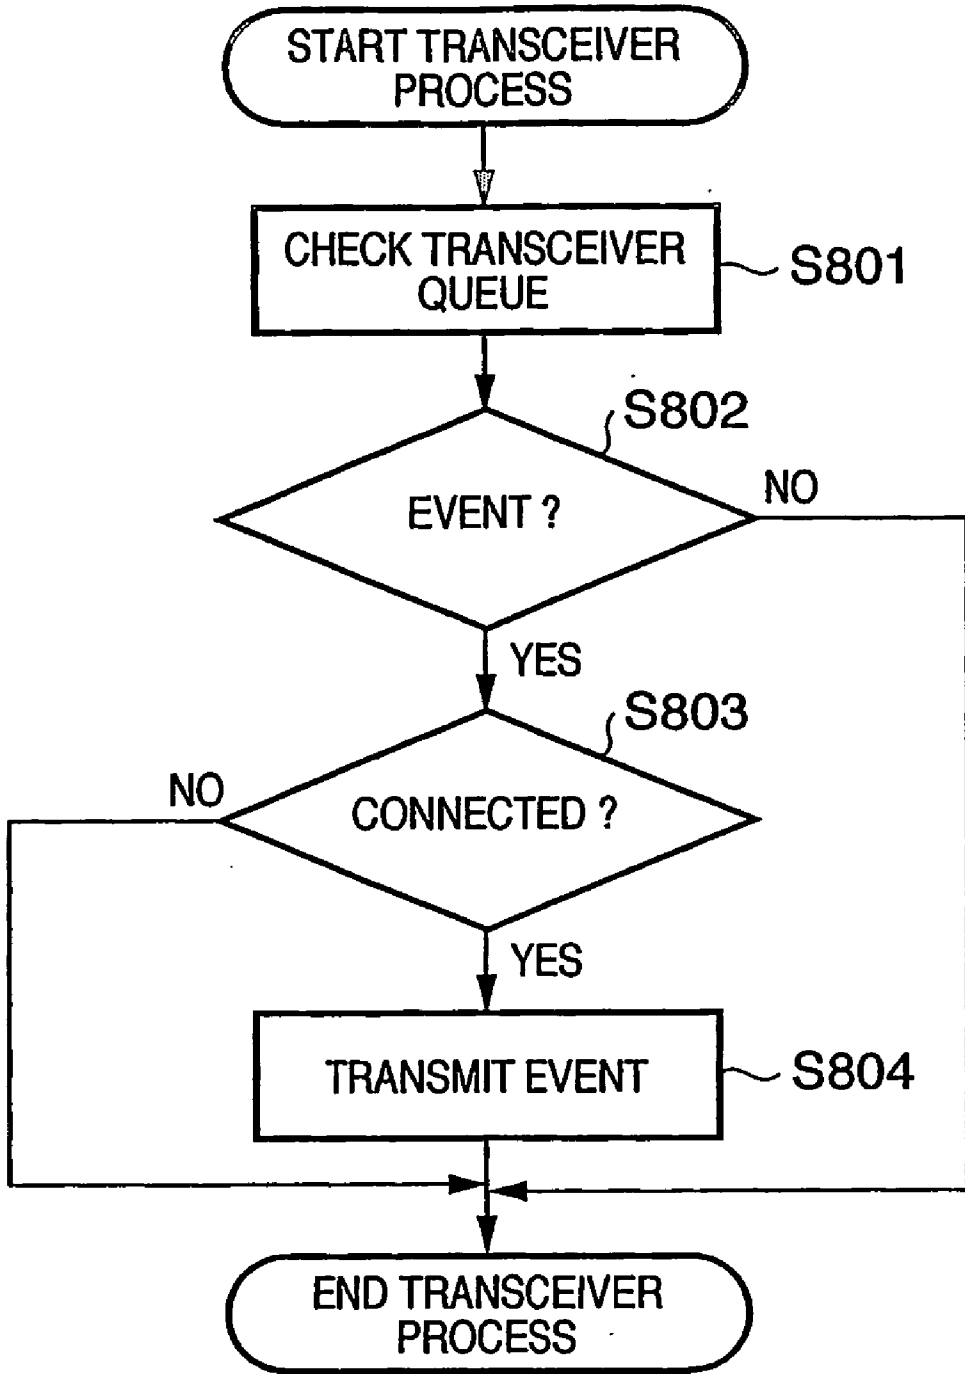 START TRANSCEIVER
PROCESS
CHECK TRANSCEIVER
QUEUE
S801
S802
EVENT ?
NO
YES
S803
NO
CONNECTED ?
YES
TRANSMIT EVENT
S804
END TRANSCEIVER
PROCESS